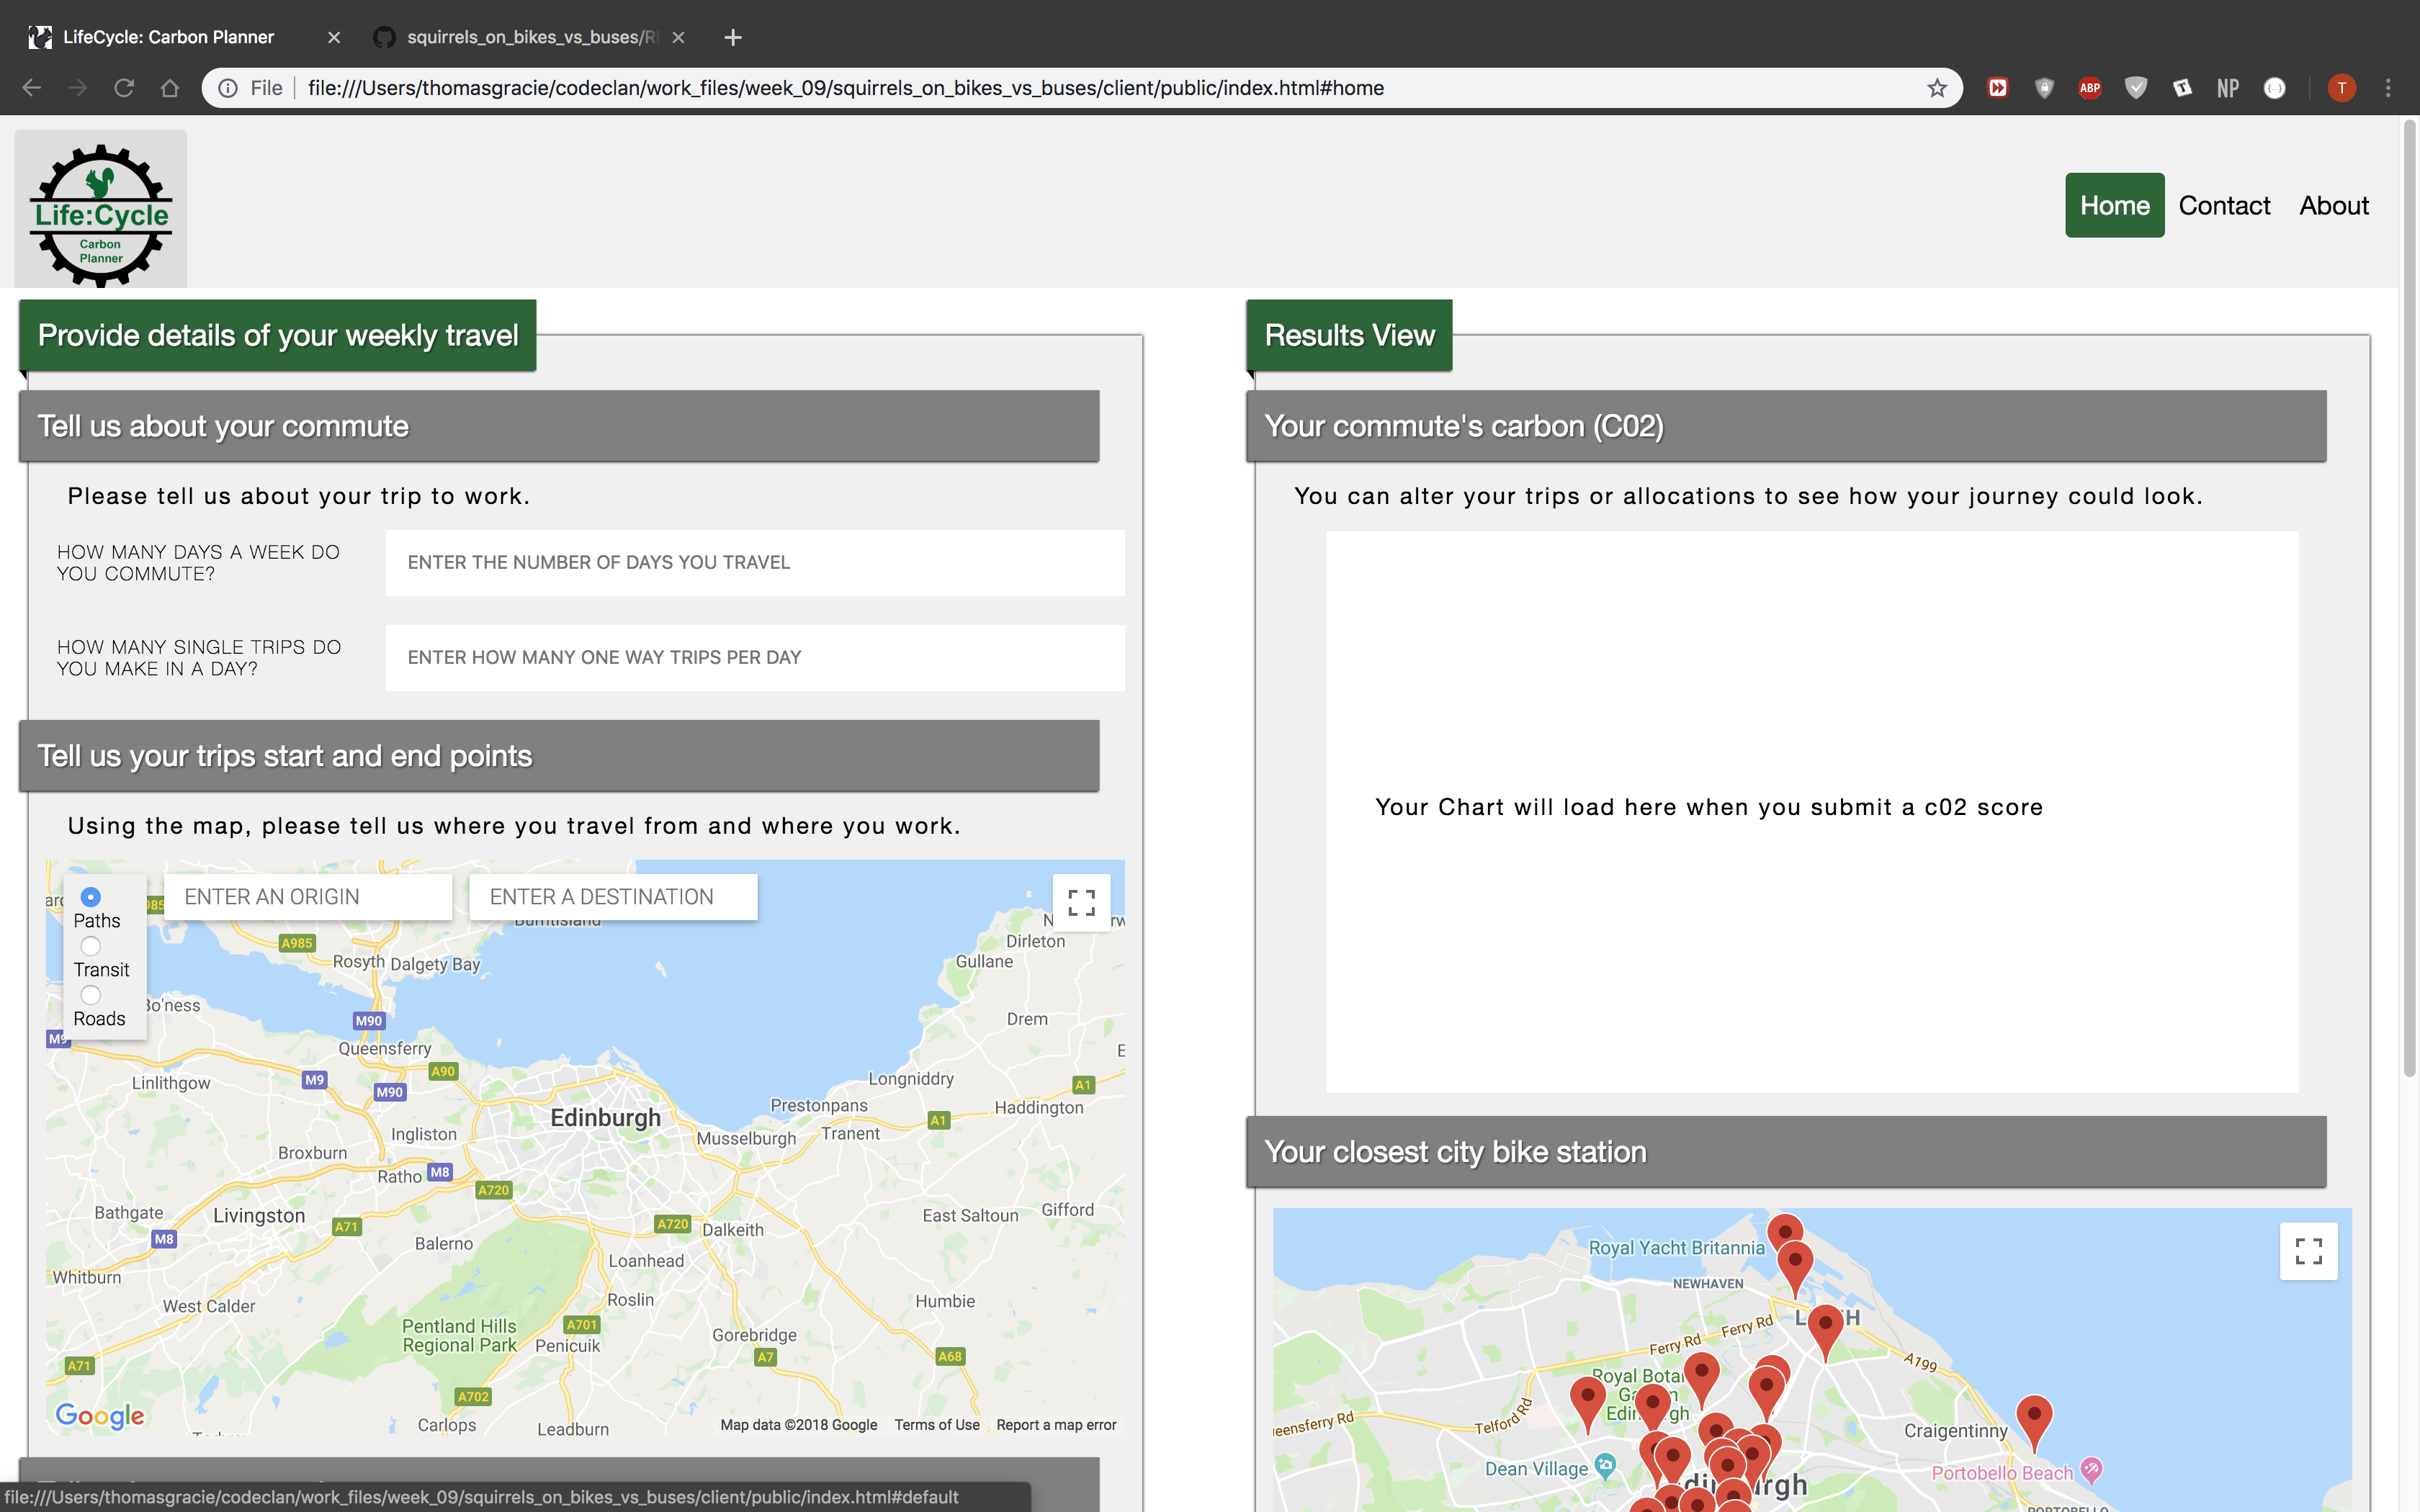 LifeCycle: Carbon Planner
squirrels_on_bikes_vs_buses/
File
file:///Users/thomasgracie/codeclan/work_files/week_09/squirrels_on_bikes_vs_buses/client/public/index.html#home
ABP
NP
T
Life:Cycle
Carbon
Planner
Home
Contact
About
Provide details of your weekly travel
Tell us about your commute
Please tell us about your trip to work.
HOW MANY DAYS A WEEK DO
YOU COMMUTE?
ENTER THE NUMBER OF DAYS YOU TRAVEL
HOW MANY SINGLE TRIPS DO
YOU MAKE IN A DAY?
ENTER HOW MANY ONE WAY TRIPS PER DAY
Tell us your trips start and end points
Using the map, please tell us where you travel from and where you work.
Paths
Transit
Roads
ENTER AN ORIGIN
ENTER A DESTINATION
Burntisland
Dirleton
A985
Rosyth
Dalgety Bay
Gullane
Bo'ness
M90
Drem
M9
Queensferry
A90
Linlithgow
M9
M90
Longniddry
A1
Edinburgh
Prestonpans
Haddington
A1
Ingliston
Musselburgh
Tranent
Broxburn
Ratho
M8
A720
Bathgate
Livingston
A71
A720
Dalkeith
East Saltoun
Gifford
M8
Balerno
Loanhead
Whitburn
West Calder
Roslin
Humbie
Pentland Hills
Regional Park
A701
Penicuik
Gorebridge
A7
A68
A71
A702
Google
Carlops
Leadburn
Map data ©2018 Google
Terms of Use
Report a map error
file:///Users/thomasgracie/codeclan/work_files/week_09/squirrels_on_bikes_vs_buses/client/public/index.html#default
Results View
Your commute's carbon (C02)
You can alter your trips or allocations to see how your journey could look.
Your Chart will load here when you submit a c02 score
Your closest city bike station
Royal Yacht Britannia
NEWHAVEN
Ferry Rd
Ferry Rd
A199
Royal
Telford Rd
Craigentinny
Dean Village
Portobello Beach